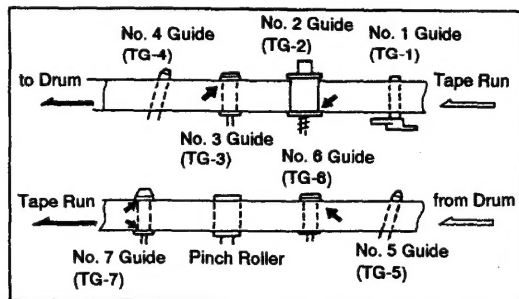 No. 4 Guide
(TG-4)
No. 2 Guide
(TG-2)
No. 1 Guide
(TG-1)
to Drum
Tape Run
No. 3 Guide
(TG-3)
No. 6 Guide
(TG-6)
Tape Run
from Drum
No. 7 Guide
(TG-7)
Pinch Roller
No. 5 Guide
(TG-5)